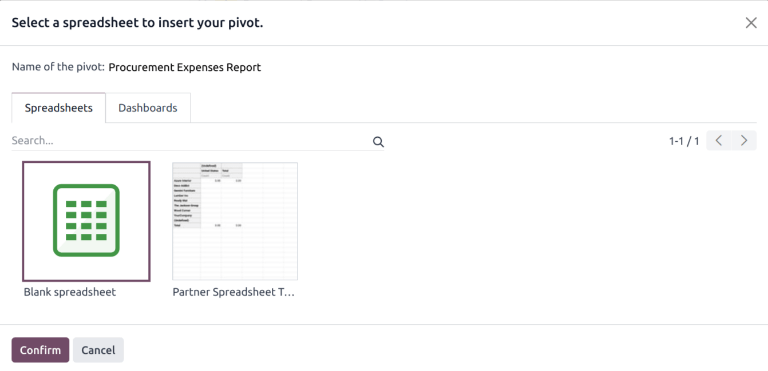 Select a spreadsheet to insert your pivot.
Name of the pivot: Procurement Expenses Report
Spreadsheets Dashboards
Search...
1-1 / 1
Blank spreadsheet
Partner Spreadsheet T...
Confirm Cancel